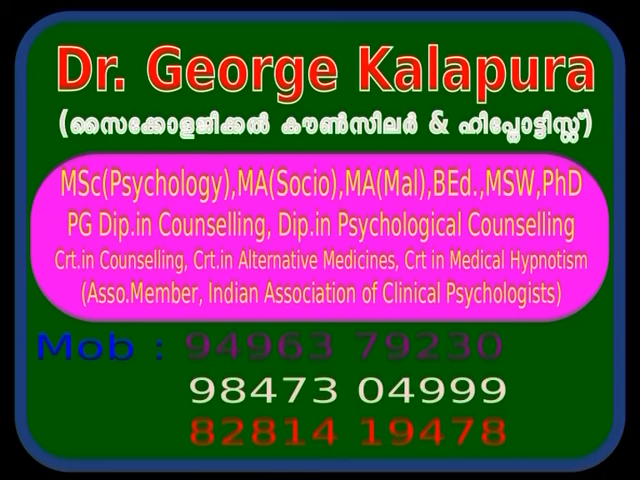 Dr. George Kalapura
(സൈക്കോളജിക്കൽ കൗൺസിലർ & ഹിപ്നോട്ടിസ്റ്റ്)
MSc(Psychology),MA(Socio),MA(Mal),BEd.,MSW,PhD
PG Dip.in Counselling, Dip.in Psychological Counselling
Crt.in Counselling, Crt.in Alternative Medicines, Crt in Medical Hypnotism
(Asso.Member, Indian Association of Clinical Psychologists)
Mob : 94963 79230
98473 04999
82814 19478